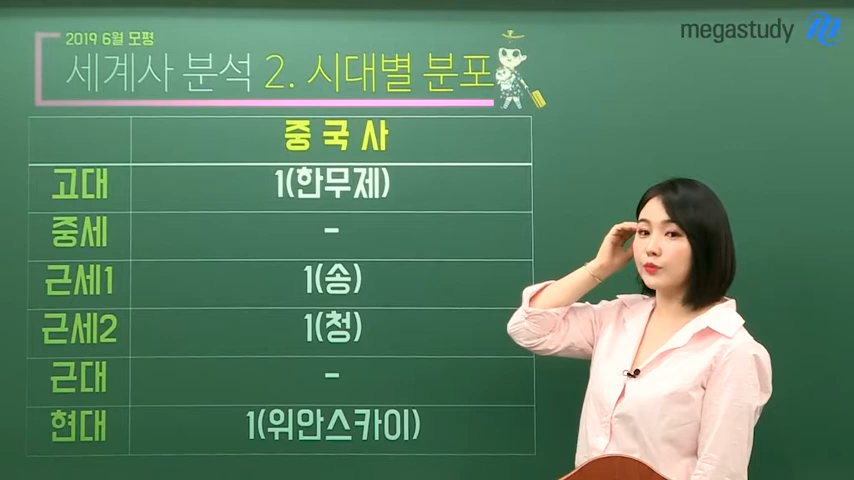 megastudy
2019 6월 모평
세계사 분석 2. 시대별 분포
중국사
고대 1(한무제)
중세 -
근세1 1(송)
근세2 1(청)
근대 -
현대 1(위안스카이)